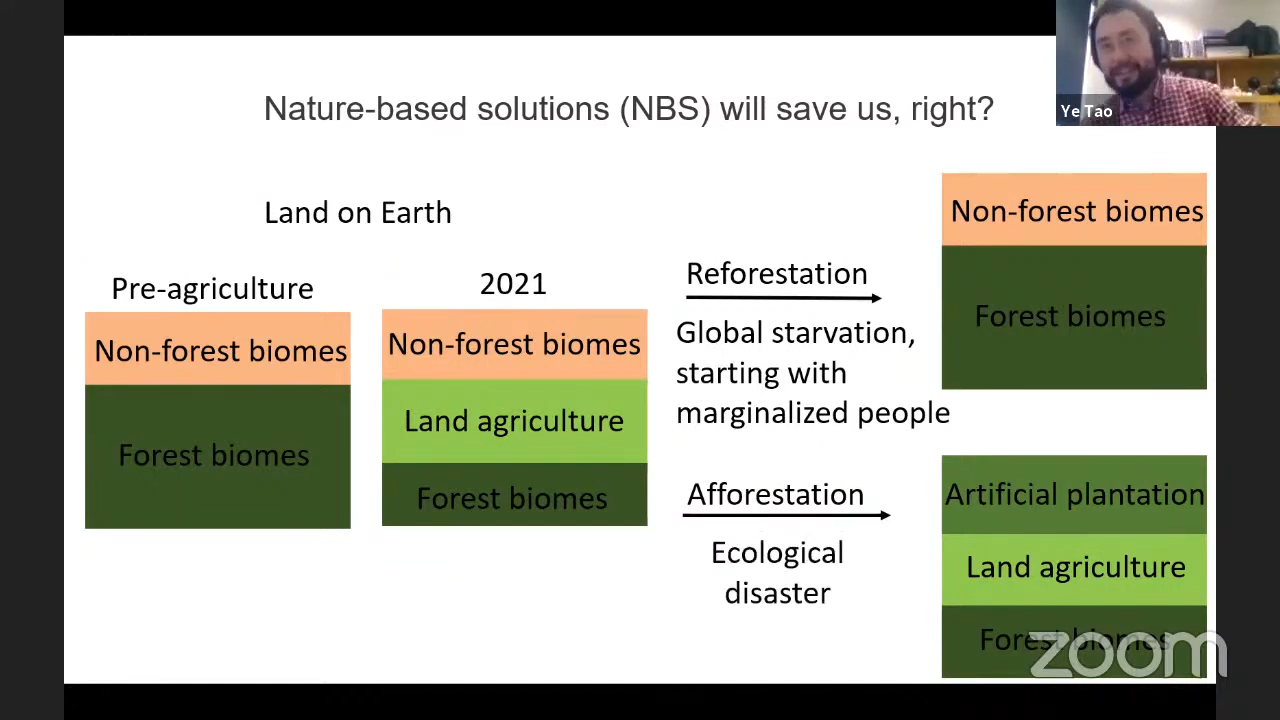 Nature-based solutions (NBS) will save us, right?
Ye Tao
Land on Earth
Pre-agriculture
Non-forest biomes
Forest biomes
2021
Non-forest biomes
Land agriculture
Forest biomes
Reforestation
Global starvation,
starting with
marginalized people
Non-forest biomes
Forest biomes
Afforestation
Ecological
disaster
Artificial plantation
Land agriculture
Forest biomes
zoom